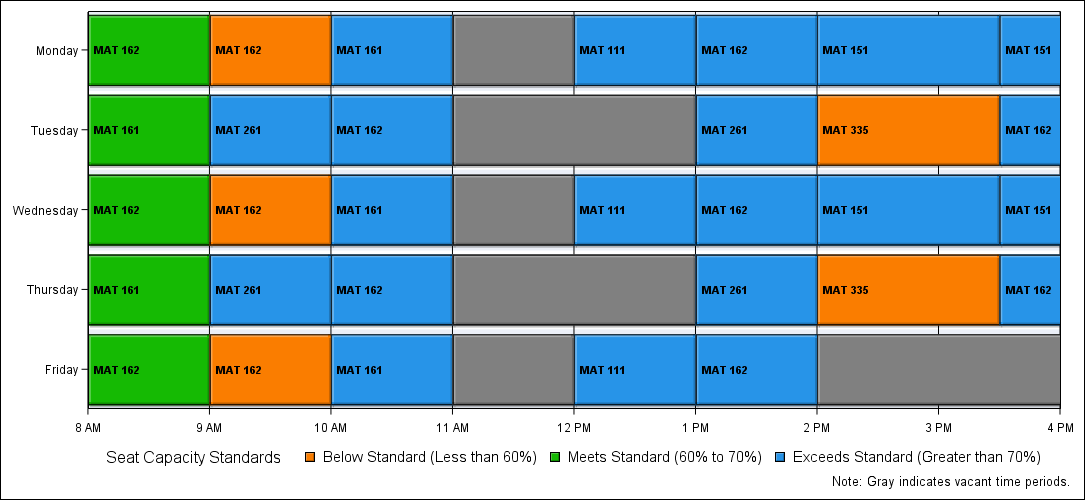 Monday MAT 162 MAT 162 MAT 161 MAT 111 MAT 162 MAT 151 MAT 151
Tuesday MAT 161 MAT 261 MAT 162 MAT 261 MAT 335 MAT 162
Wednesday MAT 162 MAT 162 MAT 161 MAT 111 MAT 162 MAT 151 MAT 151
Thursday MAT 161 MAT 261 MAT 162 MAT 261 MAT 335 MAT 162
Friday MAT 162 MAT 162 MAT 161 MAT 111 MAT 162
8 AM 9 AM 10 AM 11 AM 12 PM 1 PM 2 PM 3 PM 4 PM
Seat Capacity Standards Below Standard (Less than 60%) Meets Standard (60% to 70%) Exceeds Standard (Greater than 70%)
Note: Gray indicates vacant time periods.